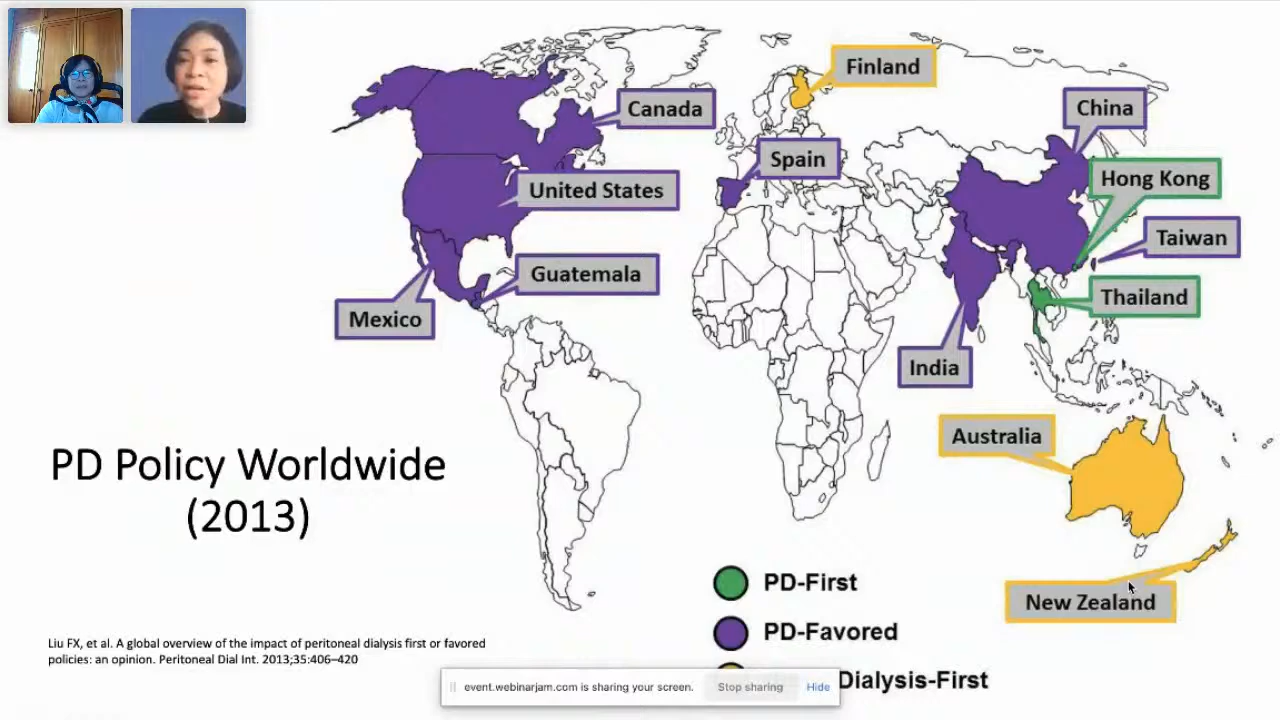 Finland
Canada
China
Spain
Hong Kong
United States
Taiwan
Guatemala
Thailand
Mexico
India
Australia
PD Policy Worldwide
(2013)
PD-First
New Zealand
PD-Favored
Liu FX, et al. A global overview of the impact of peritoneal dialysis first or favored
policies: an opinion. Peritoneal Dial Int. 2013;35:406–420
Dialysis-First
event.webinarjam.com is sharing your screen. Stop sharing Hide